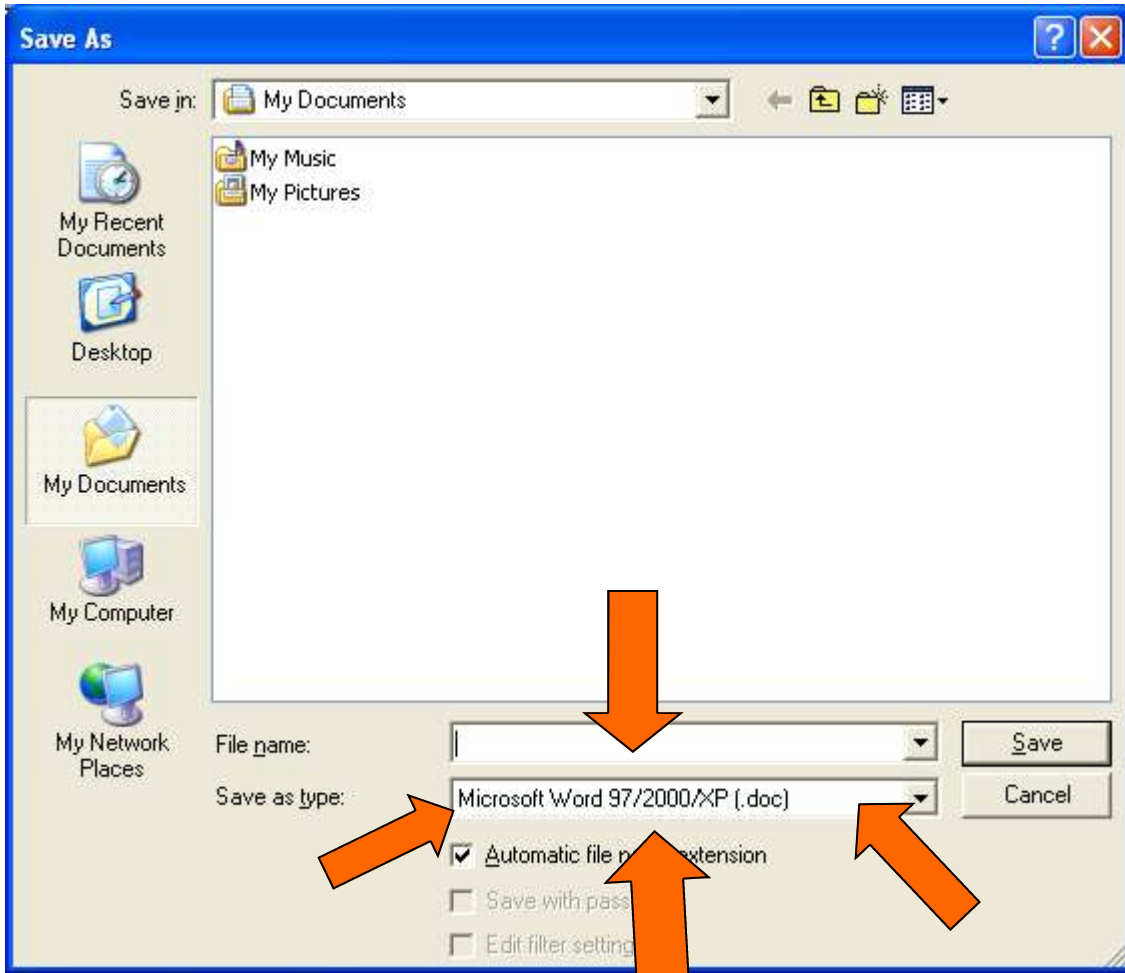 Save As
Save in: My Documents
My Music
My Pictures
My Recent
Documents
Desktop
My Documents
My Computer
My Network
Places
File name:
Save
Save as type: Microsoft Word 97/2000/XP (.doc)
Cancel
Automatic file extension
Save with
Edit filter